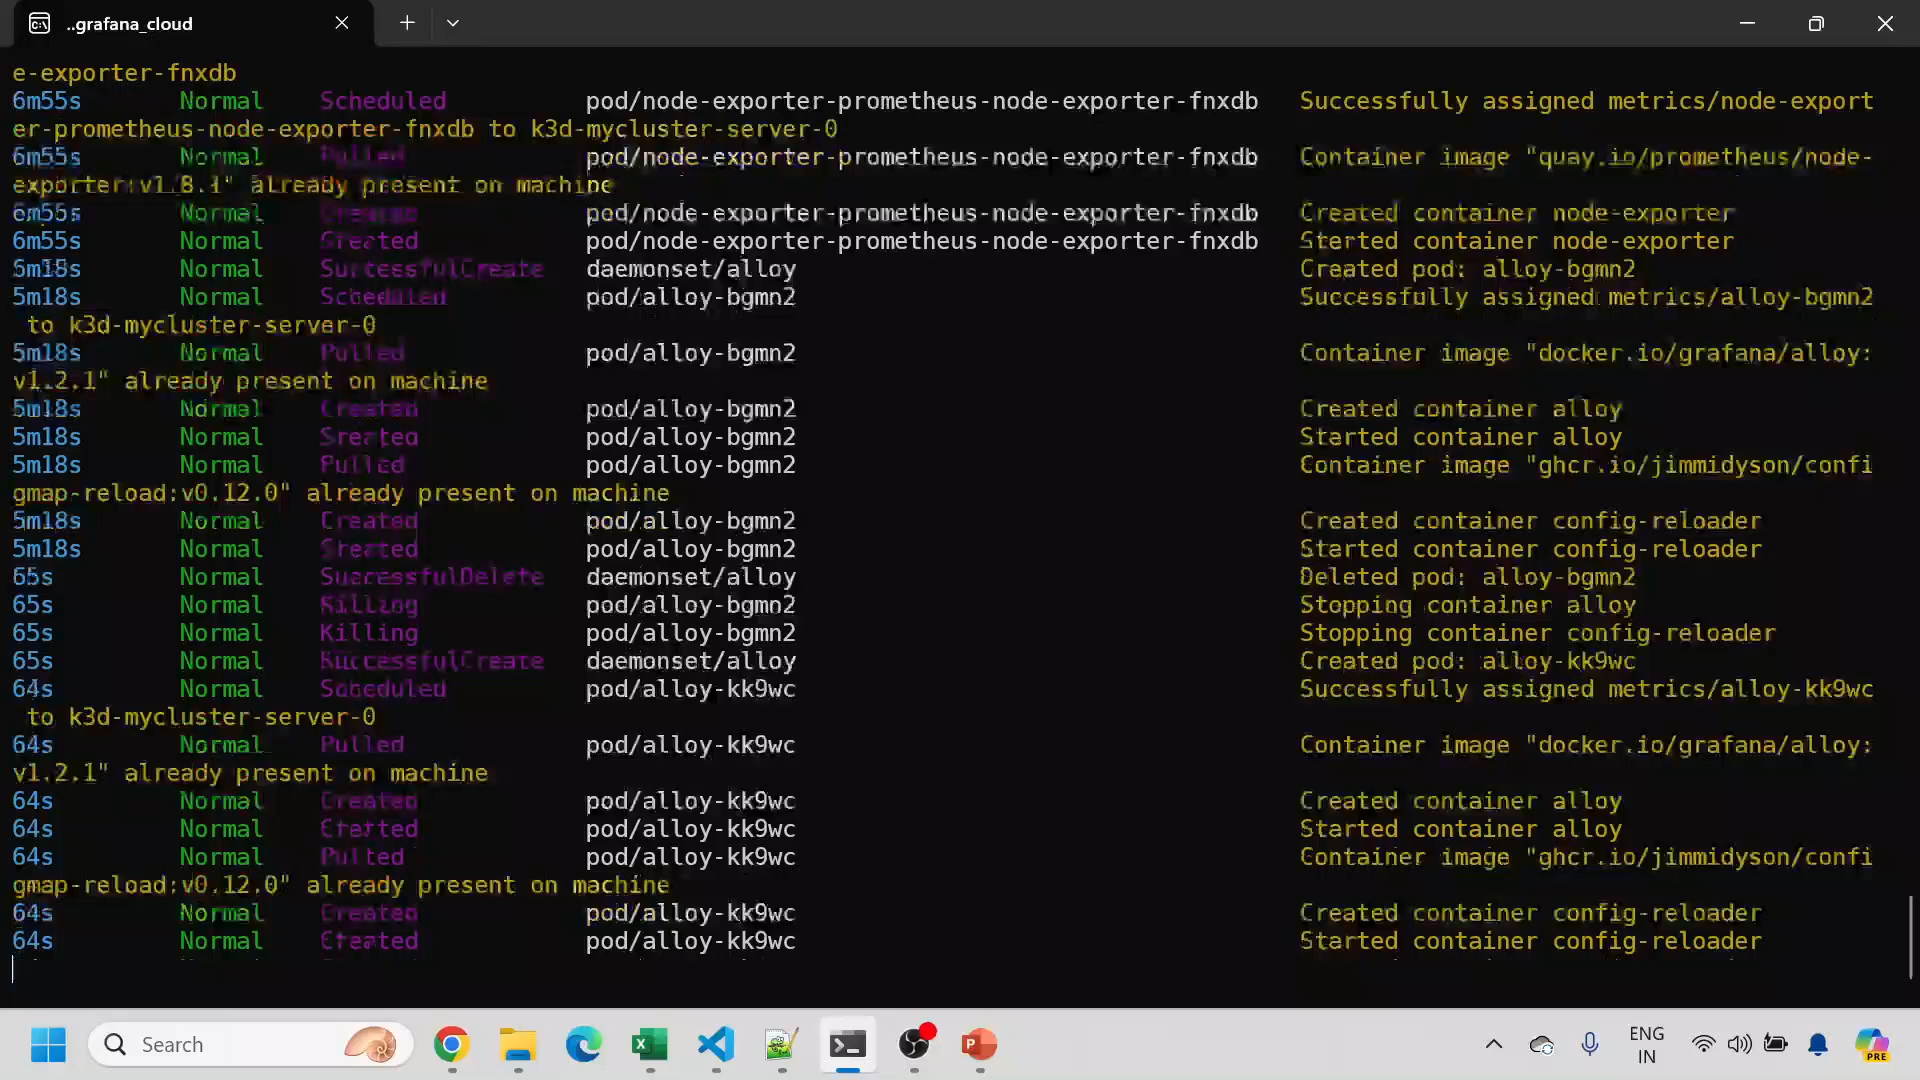 ..grafana_cloud
e-exporter-fnxdb
6m55s Normal Scheduled pod/node-exporter-prometheus-node-exporter-fnxdb Successfully assigned metrics/node-export
er-prometheus-node-exporter-fnxdb to k3d-mycluster-server-0
6m55s Normal Pulled pod/node-exporter-prometheus-node-exporter-fnxdb Container image "quay.io/prometheus/node-
exporter:v1.8.1" already present on machine
6m55s Normal Created pod/node-exporter-prometheus-node-exporter-fnxdb Created container node-exporter
6m55s Normal pod/node-exporter-prometheus-node-exporter-fnxdb Started container node-exporter
5m18s Normal SuccessfulCreate daemonset/alloy Created pod: alloy-bgmn2
5m18s Normal Scheduled pod/alloy-bgmn2 Successfully assigned metrics/alloy-bgmn2
to k3d-mycluster-server-0
5m18s Normal Pulled pod/alloy-bgmn2 Container image "docker.io/grafana/alloy:
v1.2.1" already present on machine
5m18s Normal Created pod/alloy-bgmn2 Created container alloy
5m18s Normal pod/alloy-bgmn2 Started container alloy
5m18s Normal Pulled pod/alloy-bgmn2 Container image "ghcr.io/jimmidyson/confi
gmap-reload:v0.12.0" already present on machine
5m18s Normal Created pod/alloy-bgmn2 Created container config-reloader
5m18s Normal pod/alloy-bgmn2 Started container config-reloader
65s Normal SuccessfulDelete daemonset/alloy Deleted pod: alloy-bgmn2
65s Normal Killing pod/alloy-bgmn2 Stopping container alloy
65s Normal Killing pod/alloy-bgmn2 Stopping container config-reloader
65s Normal SuccessfulCreate daemonset/alloy Created pod: alloy-kk9wc
64s Normal Scheduled pod/alloy-kk9wc Successfully assigned metrics/alloy-kk9wc
to k3d-mycluster-server-0
64s Normal Pulled pod/alloy-kk9wc Container image "docker.io/grafana/alloy:
v1.2.1" already present on machine
64s Normal Created pod/alloy-kk9wc Created container alloy
64s Normal pod/alloy-kk9wc Started container alloy
64s Normal Pulled pod/alloy-kk9wc Container image "ghcr.io/jimmidyson/confi
gmap-reload:v0.12.0" already present on machine
64s Normal Created pod/alloy-kk9wc Created container config-reloader
64s Normal pod/alloy-kk9wc Started container config-reloader
Search
ENG
IN
PRE